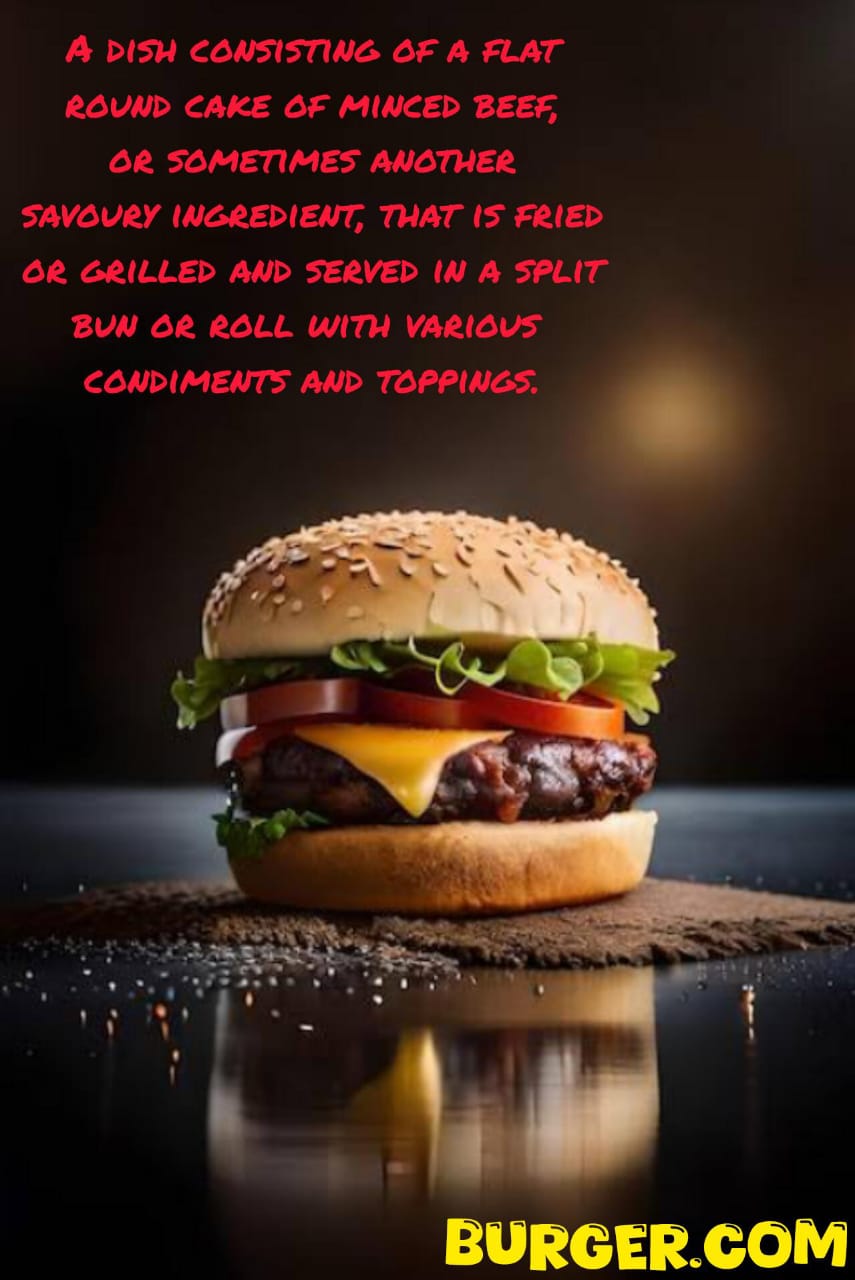 A DISH CONSISTING OF A FLAT
ROUND CAKE OF MINCED BEEF,
OR SOMETIMES ANOTHER
SAVOURY INGREDIENT, THAT IS FRIED
OR GRILLED AND SERVED IN A SPLIT
BUN OR ROLL WITH VARIOUS
CONDIMENTS AND TOPPINGS.
BURGER.COM